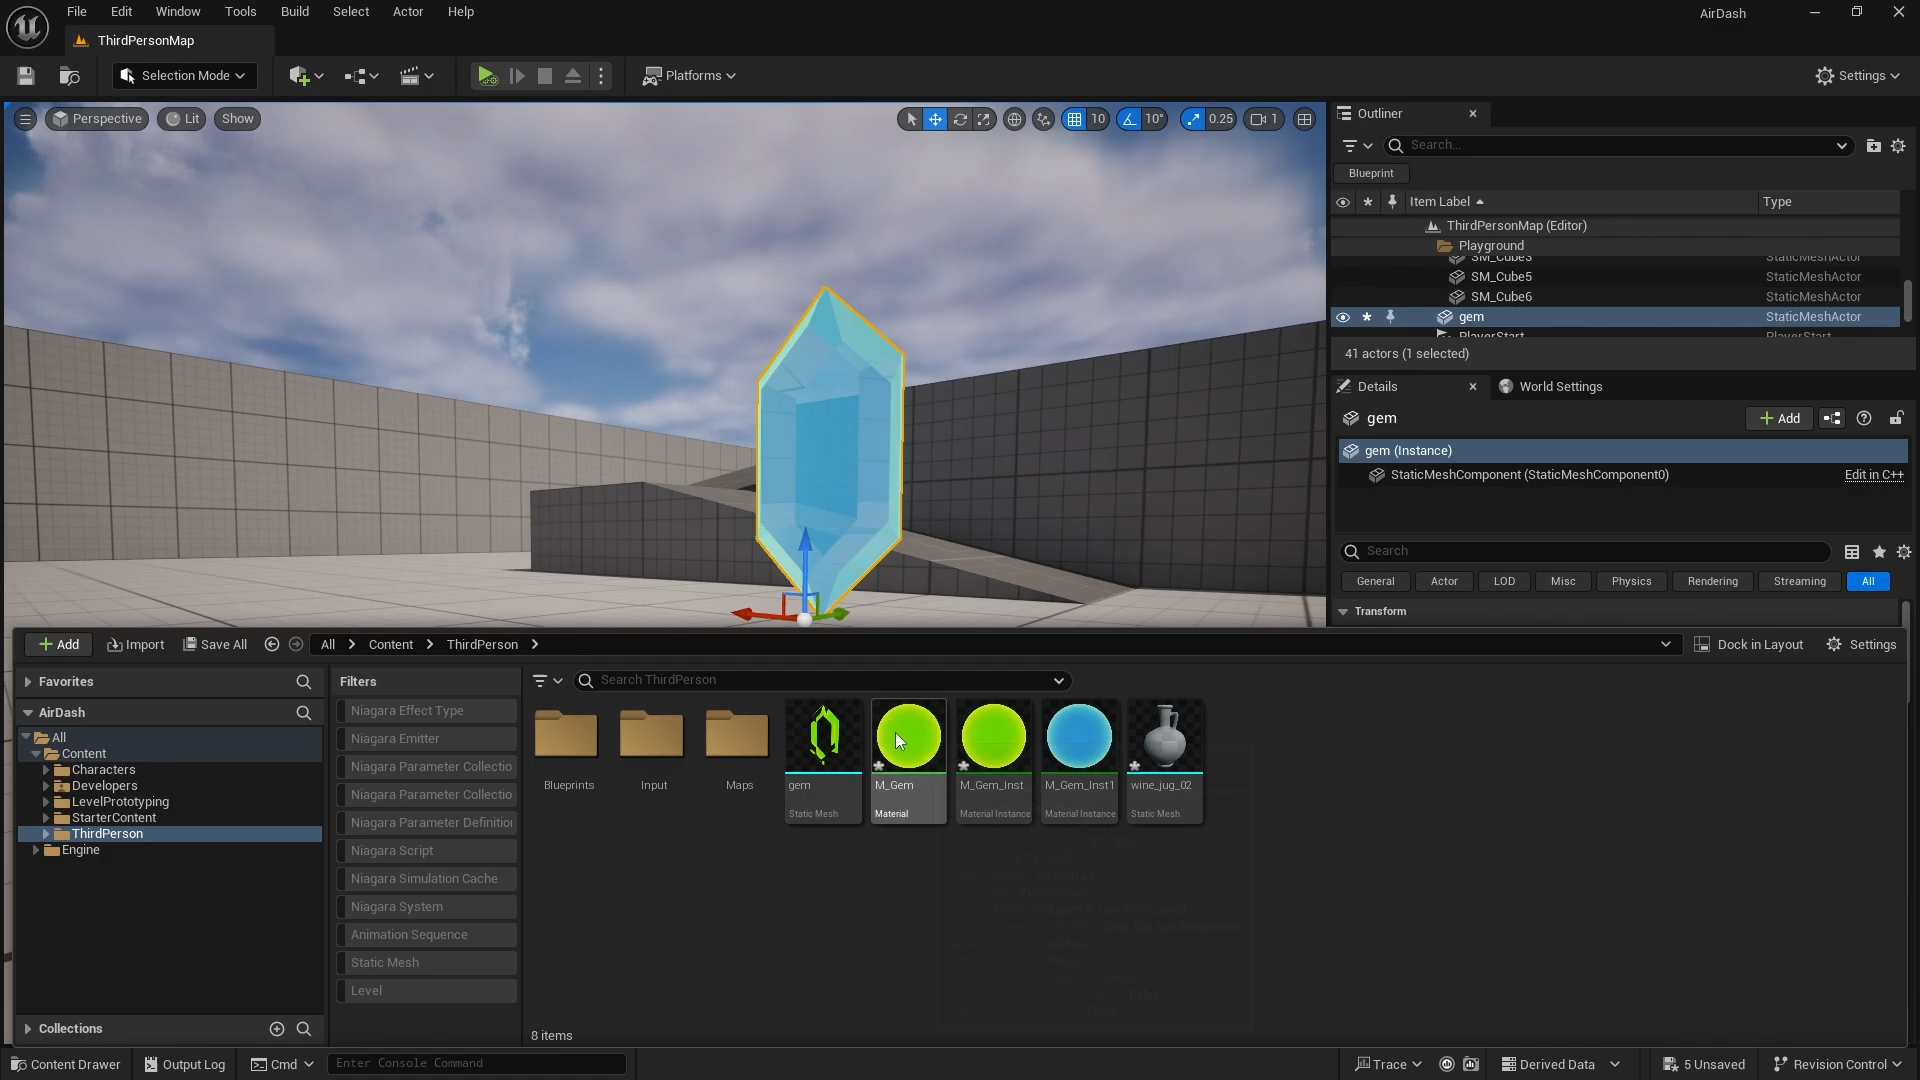 File Edit Window Tools Build Select Actor Help
AirDash
ThirdPersonMap
Selection Mode
Platforms
Settings
Perspective
Lit
Show
10
10°
0.25
1
Outliner
Search...
Blueprint
Item Label
Type
ThirdPersonMap (Editor)
Playground
SM_Cube3 StaticMeshActor
SM_Cube5 StaticMeshActor
SM_Cube6 StaticMeshActor
gem StaticMeshActor
PlayerStart PlayerStart
41 actors (1 selected)
Details
World Settings
gem
Add
gem (Instance)
StaticMeshComponent (StaticMeshComponent0)
Edit in C++
Search
General Actor LOD Misc Physics Rendering Streaming All
Transform
Add
Import
Save All
All
Content
ThirdPerson
Dock in Layout
Settings
Favorites
AirDash
All
Content
Characters
Developers
LevelPrototyping
StarterContent
ThirdPerson
Engine
Collections
Filters
Niagara Effect Type
Niagara Emitter
Niagara Parameter Collectio
Niagara Parameter Collectio
Niagara Parameter Definition
Niagara Script
Niagara Simulation Cache
Niagara System
Animation Sequence
Static Mesh
Level
Search ThirdPerson
Blueprints
Input
Maps
gem
Static Mesh
M_Gem
Material
M_Gem_Inst
Material Instance
M_Gem_Inst1
Material Instance
wine_jug_02
Static Mesh
8 items
Content Drawer
Output Log
Cmd
Enter Console Command
Trace
Derived Data
5 Unsaved
Revision Control